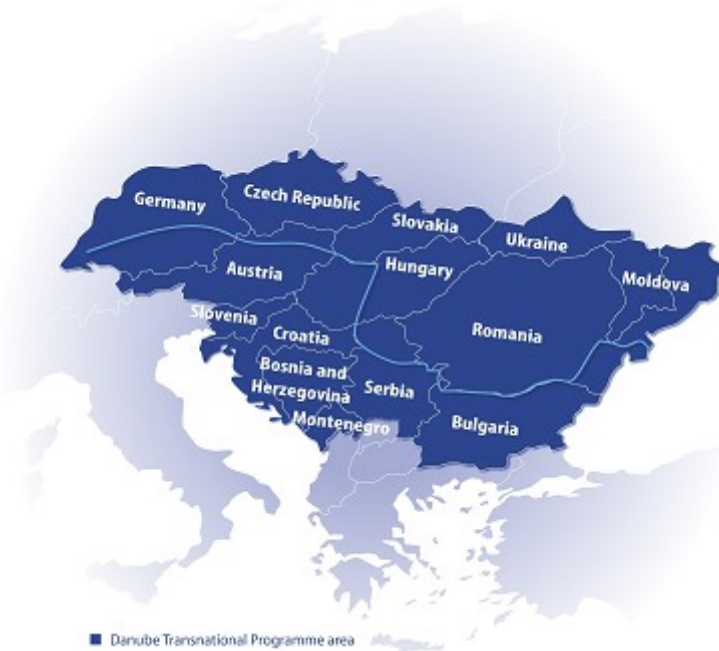 Germany
Czech Republic
Slovakia
Ukraine
Austria
Hungary
Moldova
Slovenia
Croatia
Romania
Bosnia and
Herzegovina
Serbia
Montenegro
Bulgaria
Danube Transnational Programme area